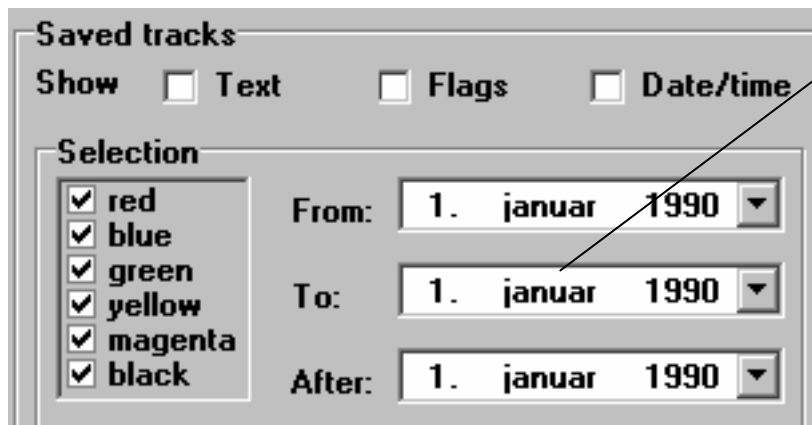 Saved tracks
Show Text Flags Date/time
Selection
red
blue
green
yellow
magenta
black
From: 1. januar 1990
To: 1. januar 1990
After: 1. januar 1990